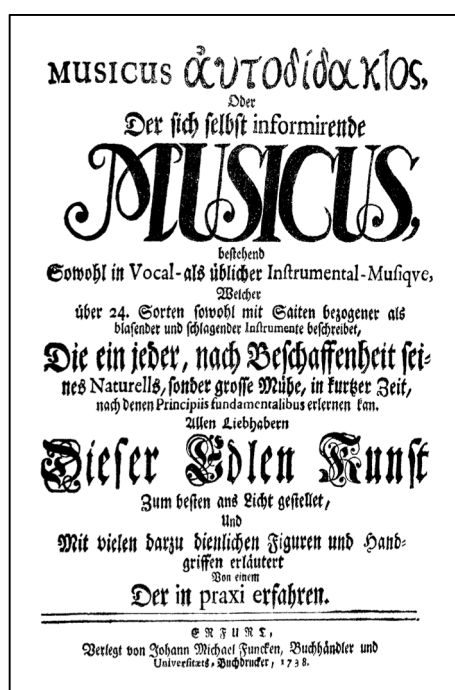 MUSICUS αὐτοδίδακτος,
Oder
Der sich selbst informirende
MUSICUS,
bestehend
Sowohl in Vocal-als üblicher Instrumental-Musiqve,
Welcher
über 24. Sorten sowohl mit Saiten bezogener als
blasender und schlagender Instrumente beschreibet,
Die ein jeder, nach Beschaffenheit sei-
nes Naturells, sonder grosse Mühe, in kurtzer Zeit,
nach denen Principiis fundamentalibus erlernen kan.
Allen Liebhabern
Dieser Edlen Kunst
Zum besten ans Licht gestellet,
Und
Mit vielen darzu dienlichen Figuren und Hand-
griffen erläutert
Von einem
Der in praxi erfahren.
ERFURT,
Verlegt von Johann Michael Funcken, Buchhändler und
Universitæts-Buchdrucker, 1738.